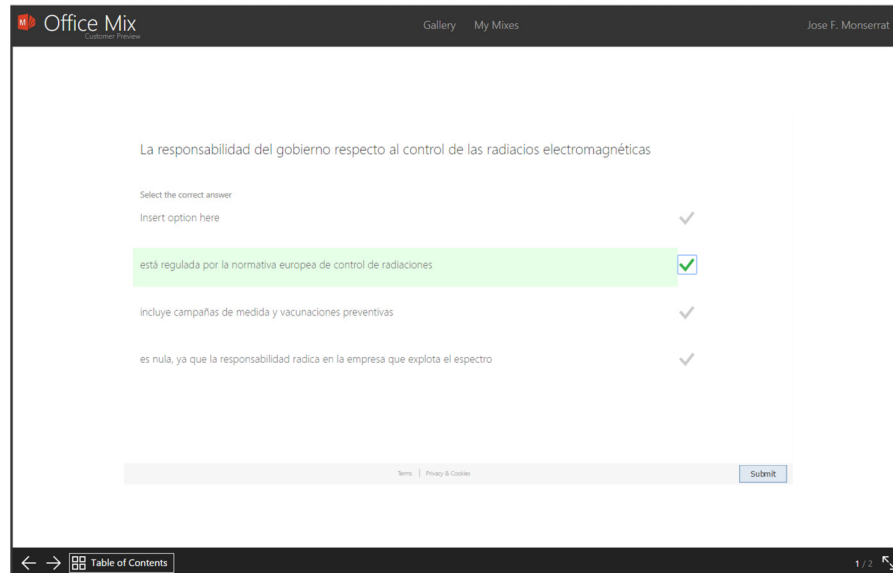 Office Mix
Customer Preview
Gallery My Mixes
Jose F. Monserrat
La responsabilidad del gobierno respecto al control de las radiacios electromagnéticas
Select the correct answer
Insert option here
está regulada por la normativa europea de control de radiaciones
incluye campañas de medida y vacunaciones preventivas
es nula, ya que la responsabilidad radica en la empresa que explota el espectro
Terms | Privacy & Cookies
Submit
Table of Contents
1 / 2